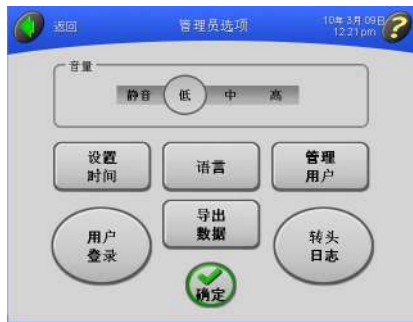 返回
管理员选项
10年 3月 09日
12:21 pm
?
音量
静音 低 中 高
设置
时间
语言
管理
用户
用户
登录
导出
数据
转头
日志
确定